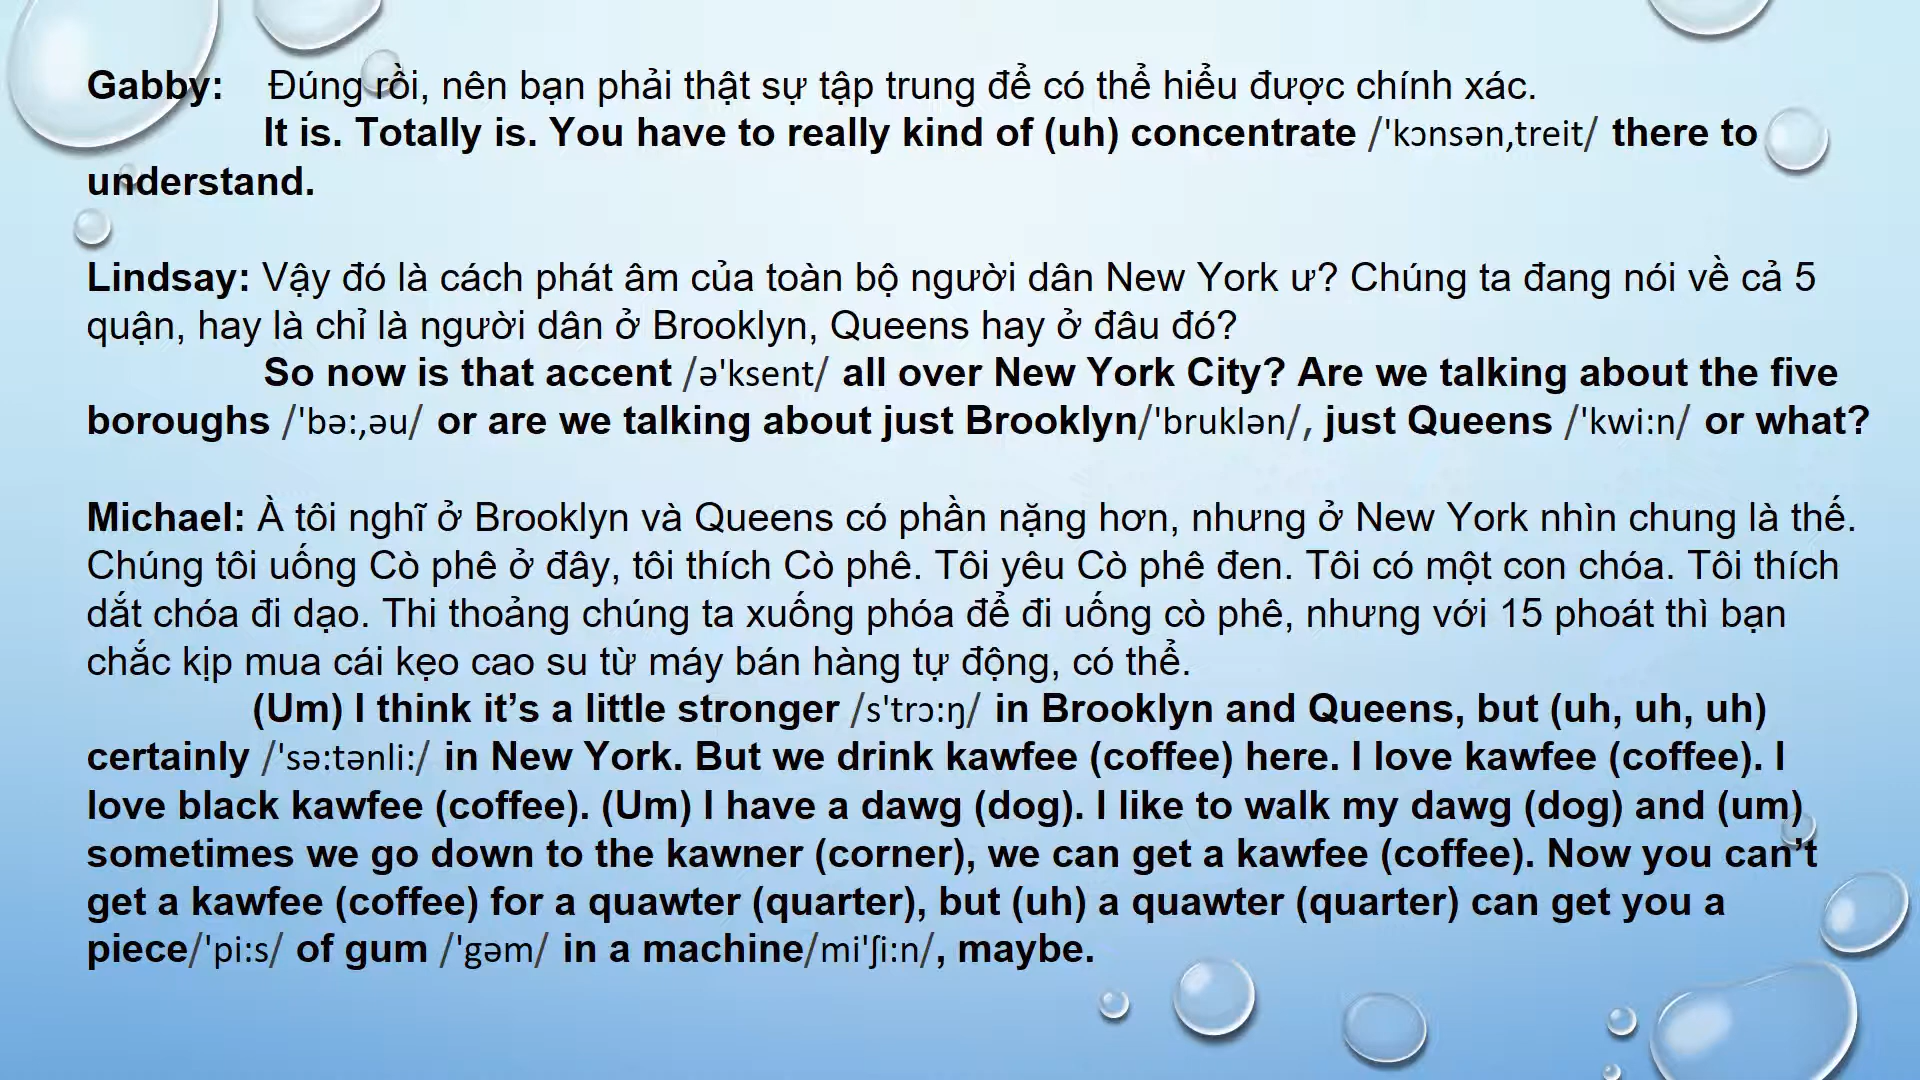 Gabby: Đúng rồi, nên bạn phải thật sự tập trung để có thể hiểu được chính xác.
It is. Totally is. You have to really kind of (uh) concentrate /'kɔnsən,treit/ there to
understand.
Lindsay: Vậy đó là cách phát âm của toàn bộ người dân New York ư? Chúng ta đang nói về cả 5
quận, hay là chỉ là người dân ở Brooklyn, Queens hay ở đâu đó?
So now is that accent /ə'ksent/ all over New York City? Are we talking about the five
boroughs /'bə:,əu/ or are we talking about just Brooklyn/'bruklən/, just Queens /'kwi:n/ or what?
Michael: À tôi nghĩ ở Brooklyn và Queens có phần nặng hơn, nhưng ở New York nhìn chung là thế.
Chúng tôi uống Cò phê ở đây, tôi thích Cò phê. Tôi yêu Cò phê đen. Tôi có một con chóa. Tôi thích
dắt chóa đi dạo. Thi thoảng chúng ta xuống phóa để đi uống cò phê, nhưng với 15 phoát thì bạn
chắc kịp mua cái kẹo cao su từ máy bán hàng tự động, có thể.
(Um) I think it’s a little stronger /s'trɔ:ŋ/ in Brooklyn and Queens, but (uh, uh, uh)
certainly /'sə:tənli:/ in New York. But we drink kawfee (coffee) here. I love kawfee (coffee). I
love black kawfee (coffee). (Um) I have a dawg (dog). I like to walk my dawg (dog) and (um)
sometimes we go down to the kawner (corner), we can get a kawfee (coffee). Now you can’t
get a kawfee (coffee) for a quawter (quarter), but (uh) a quawter (quarter) can get you a
piece/'pi:s/ of gum /'gəm/ in a machine/mi'ʃi:n/, maybe.